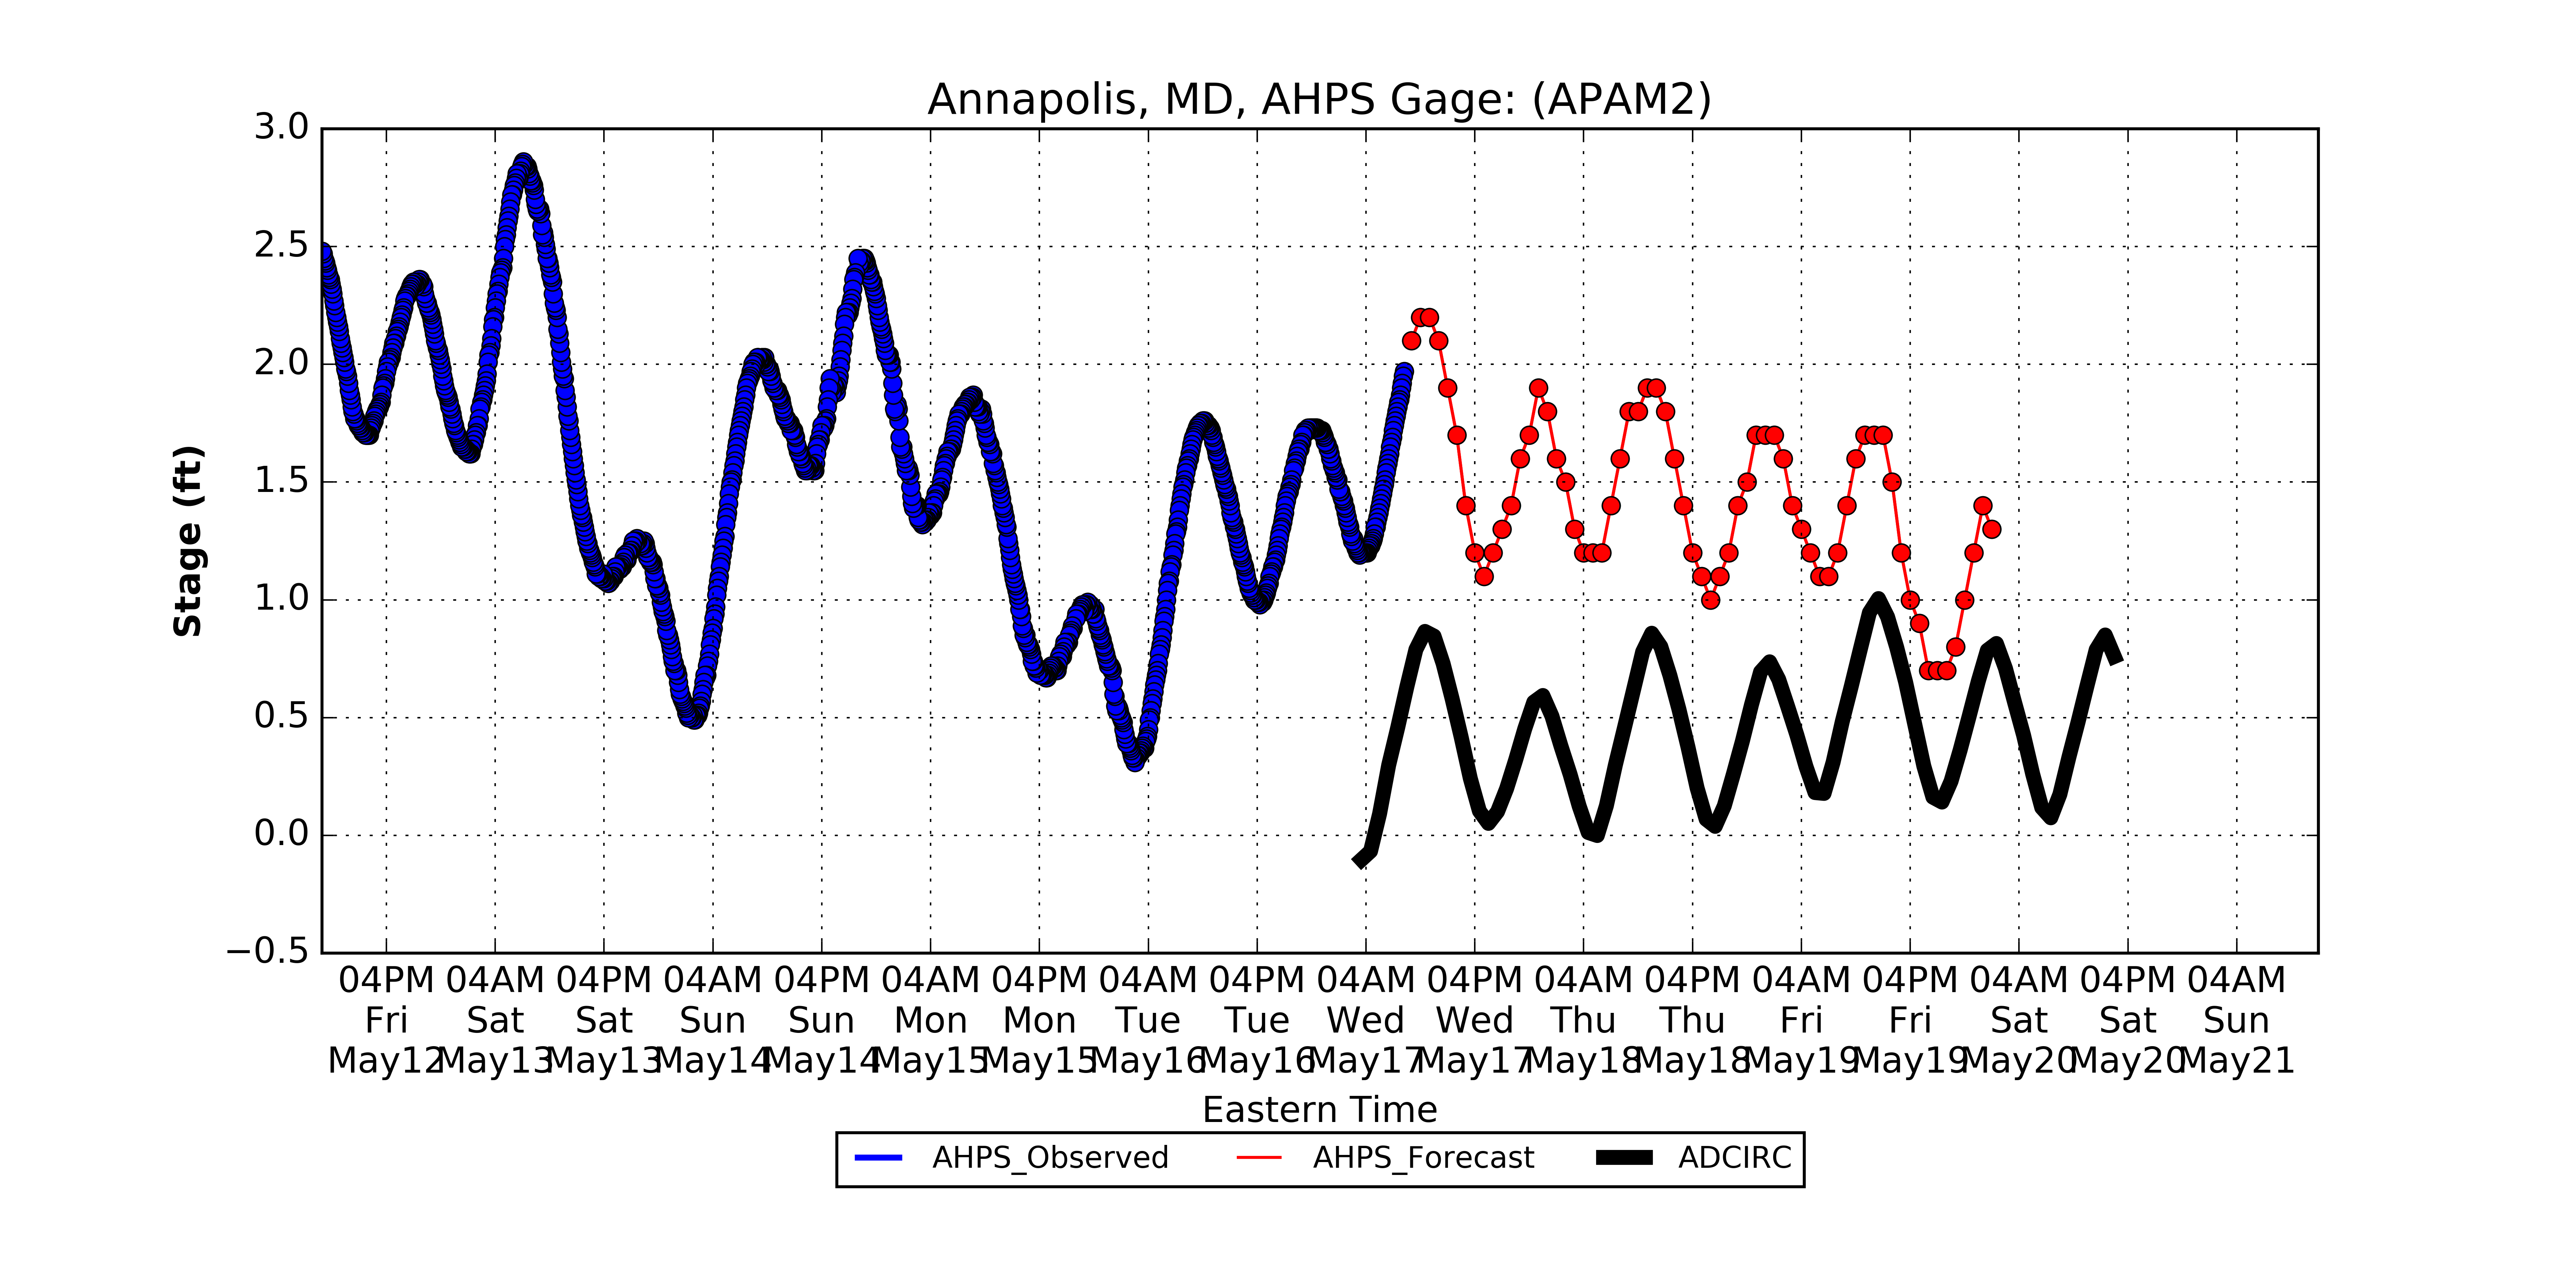 Annapolis, MD, AHPS Gage: (APAM2)
3.0
2.5
2.0
1.5
1.0
0.5
0.0
−0.5
Stage (ft)
04PM 04AM 04PM 04AM 04PM 04AM 04PM 04AM 04PM 04AM 04PM 04AM 04PM 04AM 04PM 04AM 04PM 04AM
Fri Sat Sat Sun Sun Mon Mon Tue Tue Wed Wed Thu Thu Fri Fri Sat Sat Sun
May12 May13 May13 May14 May14 May15 May15 May16 May16 May17 May17 May18 May18 May19 May19 May20 May20 May21
Eastern Time
AHPS_Observed AHPS_Forecast ADCIRC